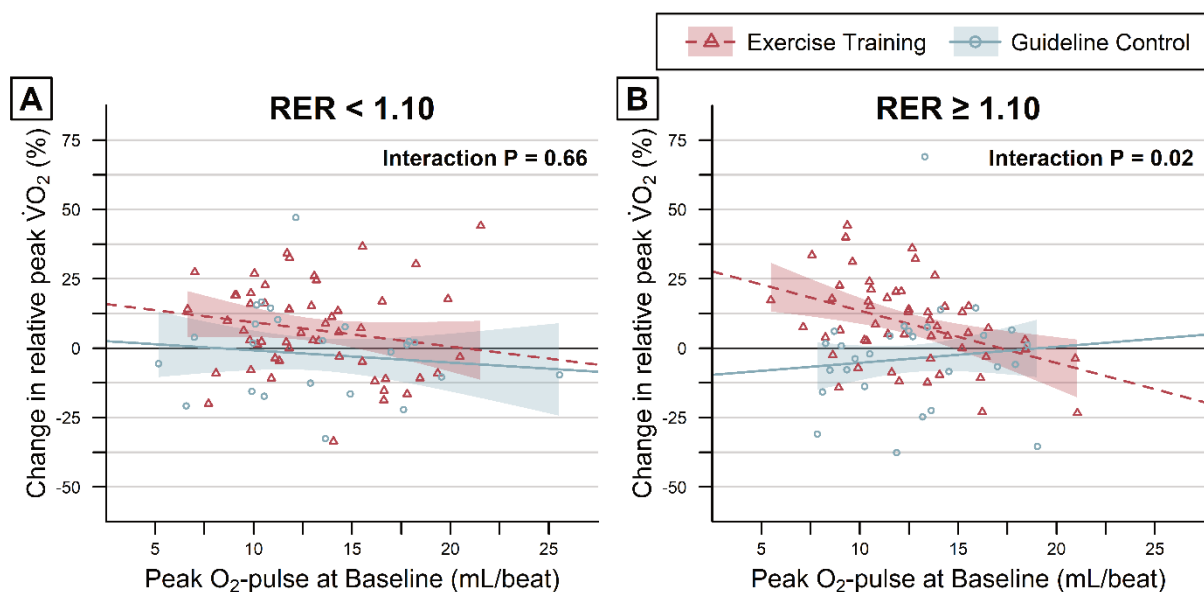 Exercise Training Guideline Control
A RER < 1.10
Interaction P = 0.66
Change in relative peak V̇O₂ (%)
75
50
25
0
-25
-50
5 10 15 20 25
Peak O₂-pulse at Baseline (mL/beat)
B RER ≥ 1.10
Interaction P = 0.02
Change in relative peak V̇O₂ (%)
75
50
25
0
-25
-50
5 10 15 20 25
Peak O₂-pulse at Baseline (mL/beat)